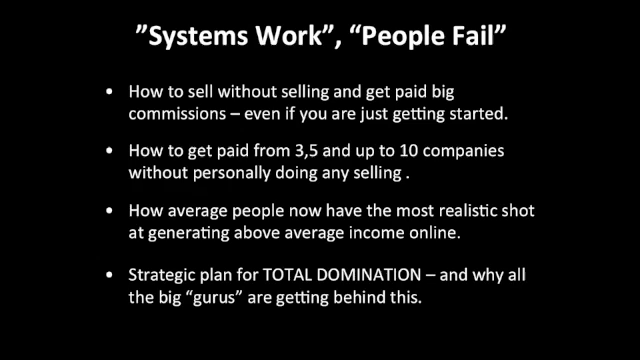 ”Systems Work”, “People Fail”
• How to sell without selling and get paid big
commissions – even if you are just getting started.
• How to get paid from 3,5 and up to 10 companies
without personally doing any selling .
• How average people now have the most realistic shot
at generating above average income online.
• Strategic plan for TOTAL DOMINATION – and why all
the big “gurus” are getting behind this.